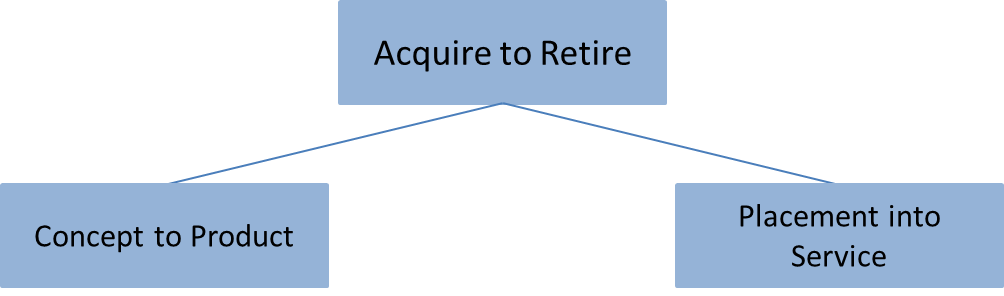 Acquire to Retire
Concept to Product
Placement into
Service